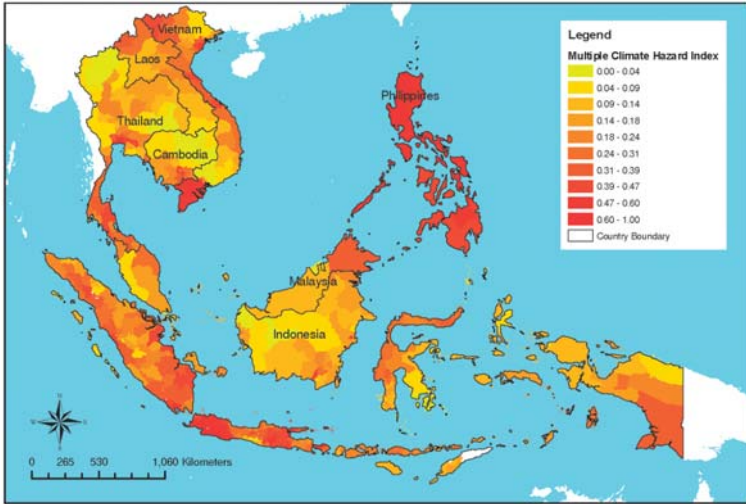 Vietnam
Laos
Thailand
Cambodia
Philippines
Malaysia
Indonesia
Legend
Multiple Climate Hazard Index
0.00 - 0.04
0.04 - 0.09
0.09 - 0.14
0.14 - 0.18
0.18 - 0.24
0.24 - 0.31
0.31 - 0.39
0.39 - 0.47
0.47 - 0.60
0.60 - 1.00
Country Boundary
0 265 530 1,060 Kilometers